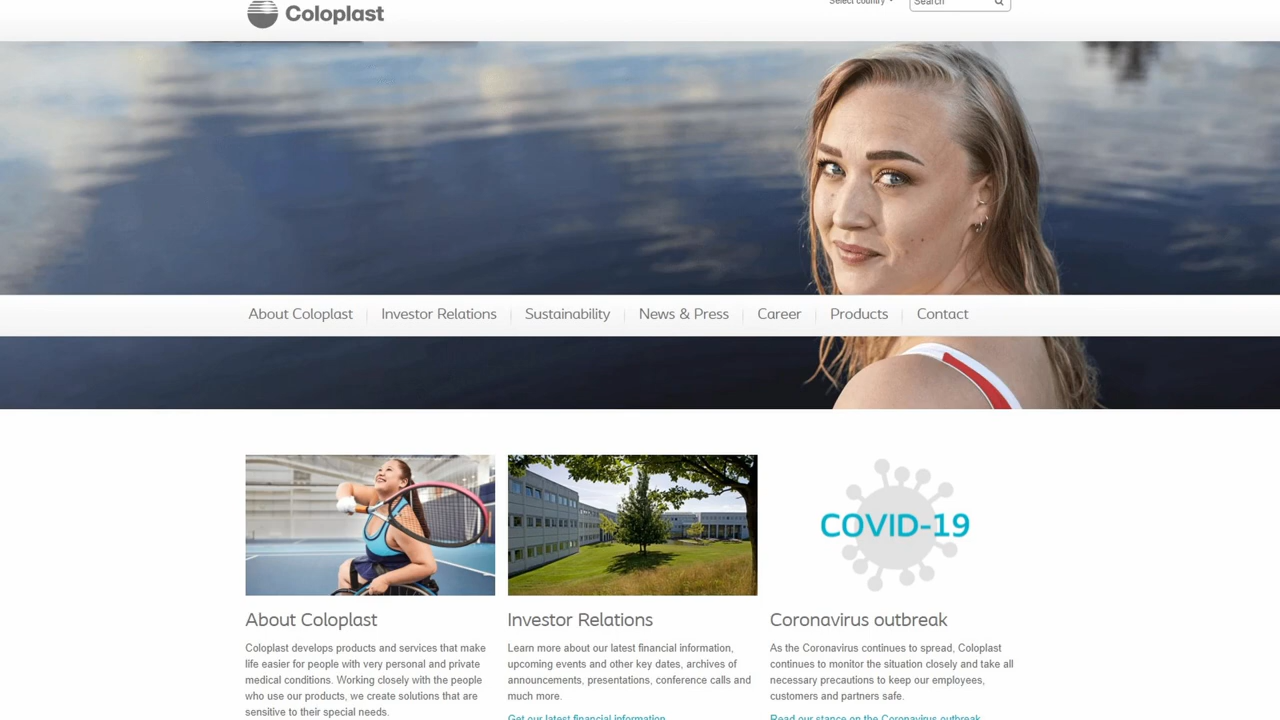 Coloplast
Select country
Search
About Coloplast
Investor Relations
Sustainability
News & Press
Career
Products
Contact
COVID-19
About Coloplast
Coloplast develops products and services that make
life easier for people with very personal and private
medical conditions. Working closely with the people
who use our products, we create solutions that are
sensitive to their special needs.
Investor Relations
Learn more about our latest financial information,
upcoming events and other key dates, archives of
announcements, presentations, conference calls and
much more.
Get our latest financial information
Coronavirus outbreak
As the Coronavirus continues to spread, Coloplast
continues to monitor the situation closely and take all
necessary precautions to keep our employees,
customers and partners safe.
Read our stance on the Coronavirus outbreak